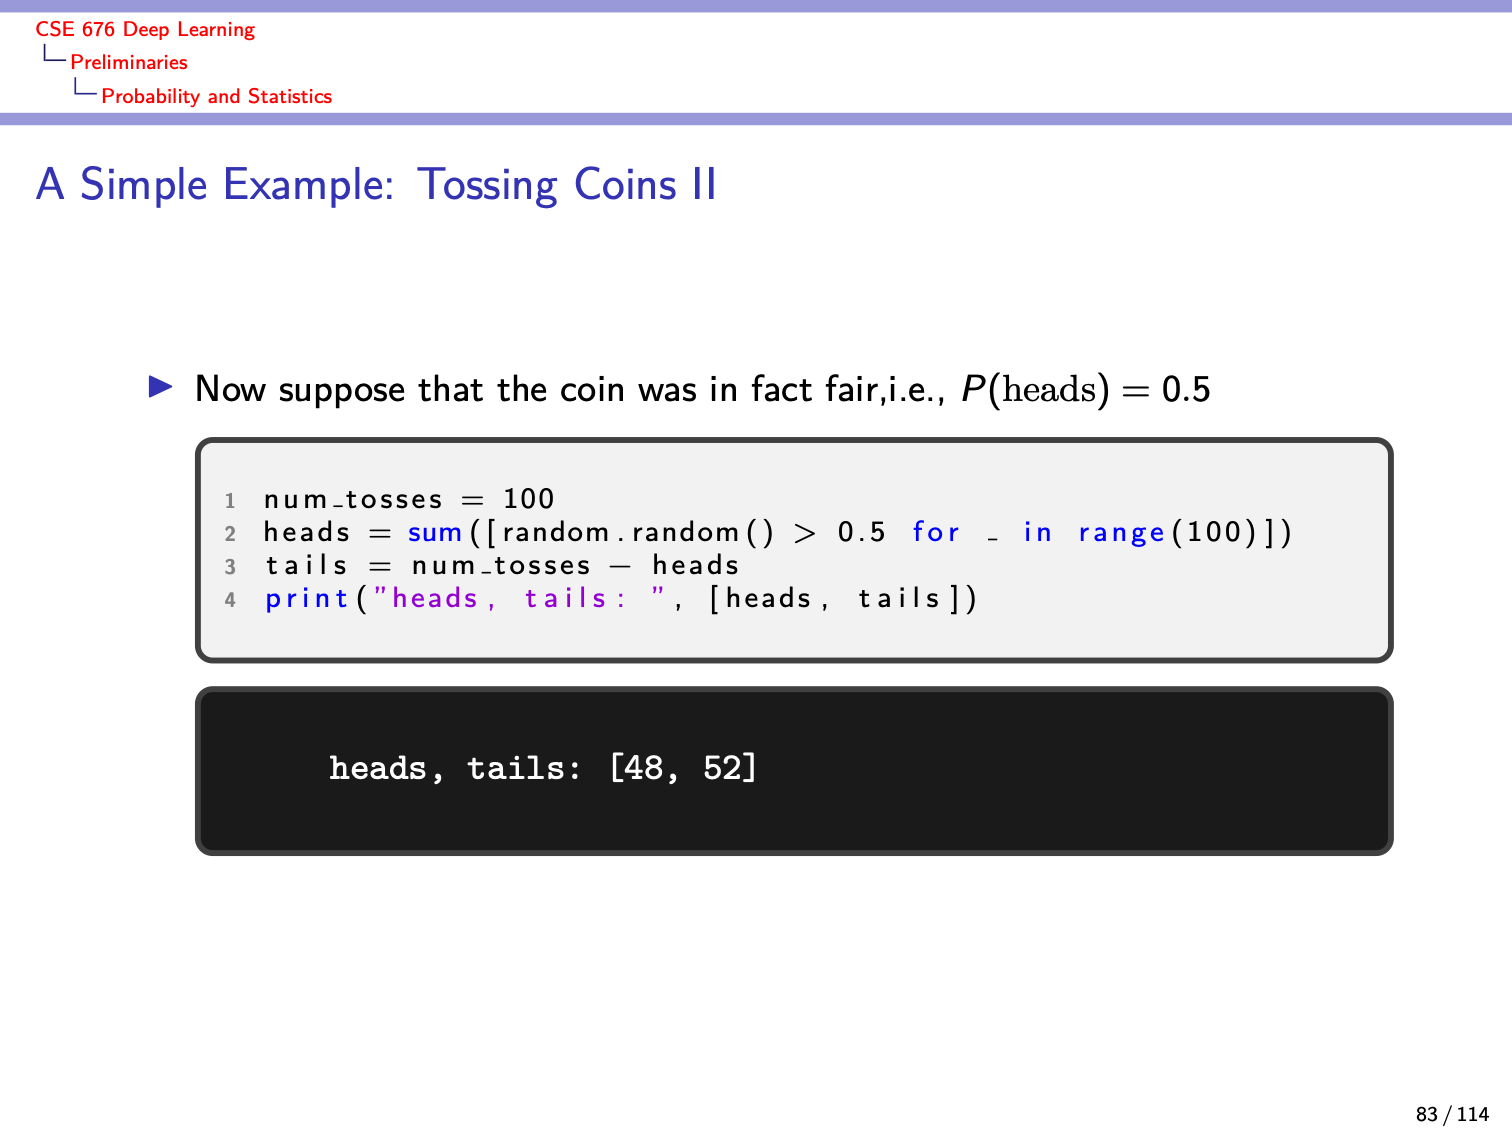 CSE 676 Deep Learning
Preliminaries
Probability and Statistics
A Simple Example: Tossing Coins II
▶ Now suppose that the coin was in fact fair,i.e., P(heads) = 0.5
1 num_tosses = 100
2 heads = sum([random.random() > 0.5 for _ in range(100)])
3 tails = num_tosses − heads
4 print("heads, tails: ", [heads, tails])
heads, tails: [48, 52]
83 / 114